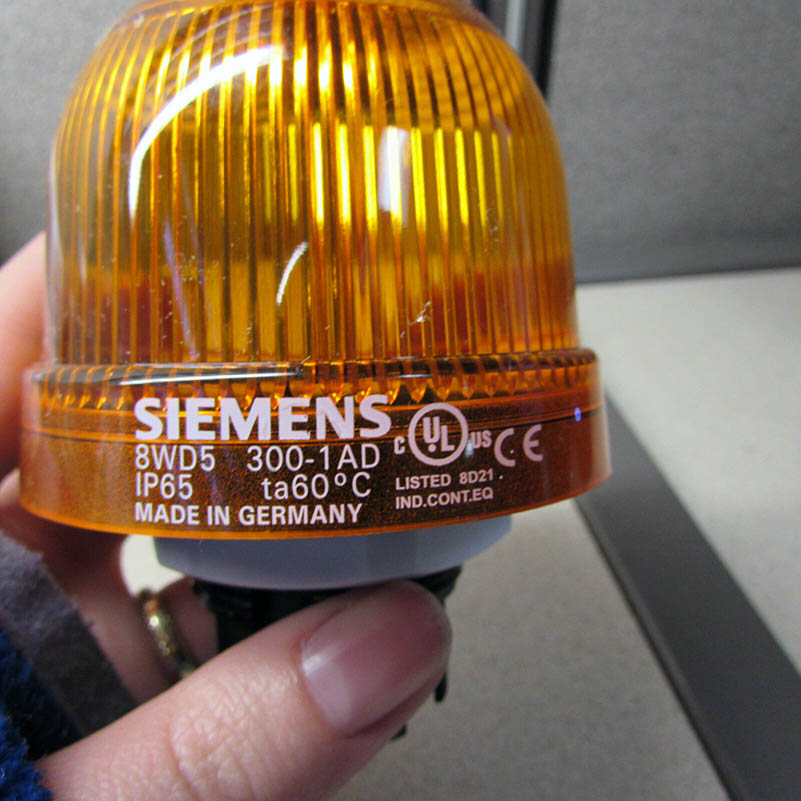 SIEMENS
8WD5 300-1AD
IP65 ta60°C
MADE IN GERMANY
C UL US CE
LISTED 8D21
IND.CONT.EQ